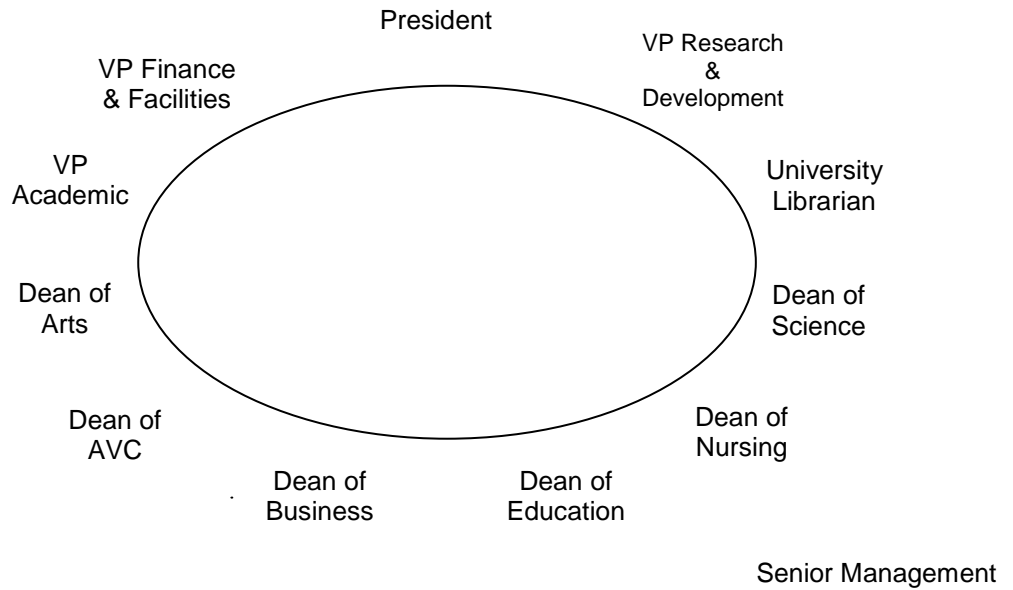 President
VP Research
&
Development
VP Finance
& Facilities
VP
Academic
University
Librarian
Dean of
Arts
Dean of
Science
Dean of
AVC
Dean of
Nursing
Dean of
Business
Dean of
Education
Senior Management